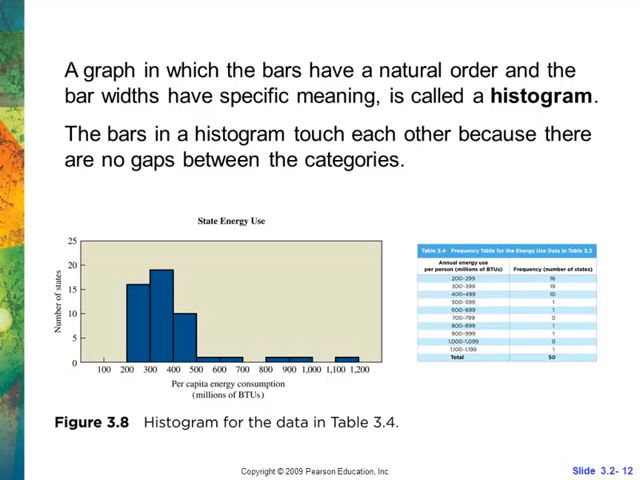 A graph in which the bars have a natural order and the
bar widths have specific meaning, is called a histogram.
The bars in a histogram touch each other because there
are no gaps between the categories.
State Energy Use
25
20
15
10
5
0
Number of states
100 200 300 400 500 600 700 800 900 1,000 1,100 1,200
Per capita energy consumption
(millions of BTUs)
Table 3.4 Frequency Table for the Energy Use Data in Table 3.3
Annual energy use
per person (millions of BTUs) Frequency (number of states)
200-299 16
300-399 19
400-499 10
500-599 1
600-699 1
700-799 0
800-899 1
900-999 1
1,000-1,099 0
1,100-1,199 1
Total 50
Figure 3.8 Histogram for the data in Table 3.4.
Copyright © 2009 Pearson Education, Inc.
Slide 3.2- 12